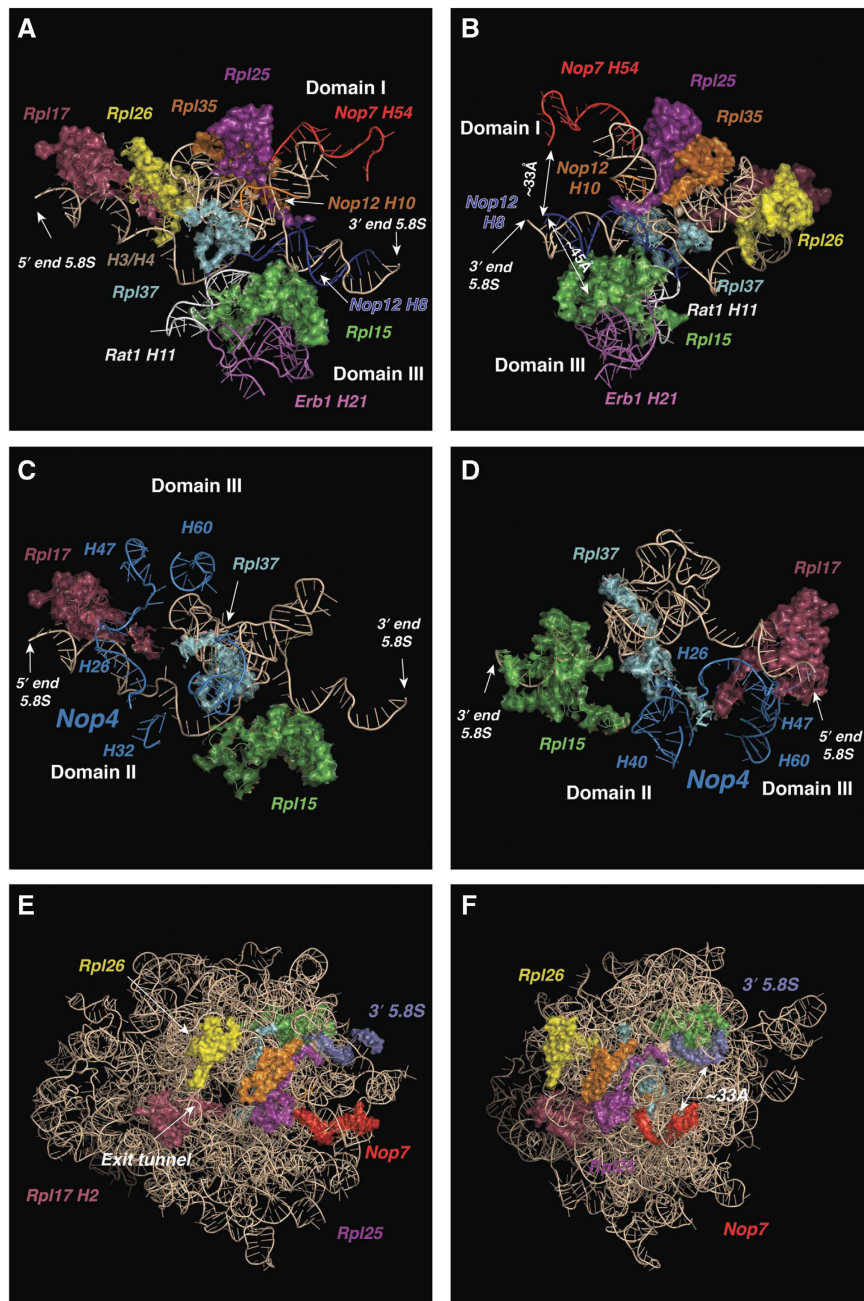 A
Rpl25
Domain I
Rpl17
Rpl26
Rpl35
Nop7 H54
Nop12 H10
3′ end 5.8S
5′ end 5.8S
H3/H4
Rpl37
Nop12 H8
Rat1 H11
Rpl15
Domain III
Erb1 H21
B
Nop7 H54
Rpl25
Domain I
Rpl35
~33Å
Nop12
H10
Nop12
H8
Rpl26
3′ end
5.8S
~45Å
Rpl37
Rat1 H11
Rpl15
Domain III
Erb1 H21
C
Domain III
H60
H47
Rpl17
Rpl37
3′ end
5.8S
5′ end
5.8S
H26
Nop4
H32
Domain II
Rpl15
D
Rpl37
Rpl17
H26
3′ end
5.8S
H47
5′ end
5.8S
Rpl15
H40
Nop4
H60
Domain II
Domain III
E
Rpl26
3′ 5.8S
Exit tunnel
Nop7
Rpl17 H2
Rpl25
F
Rpl26
3′ 5.8S
~33Å
Rpl25
Nop7